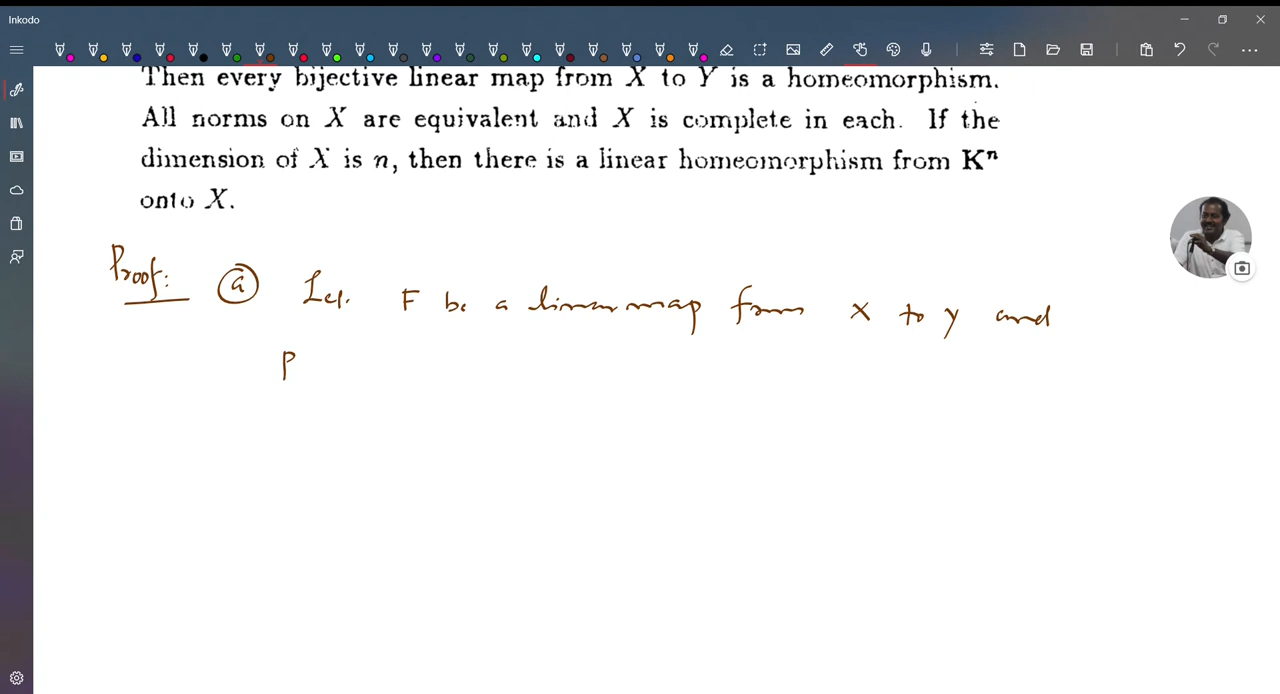 Inkodo
Then every bijective linear map from X to Y is a homeomorphism.
All norms on X are equivalent and X is complete in each. If the
dimension of X is n, then there is a linear homeomorphism from Kⁿ
onto X.
Proof: ⓐ Let F be a linear map from X to Y and
P